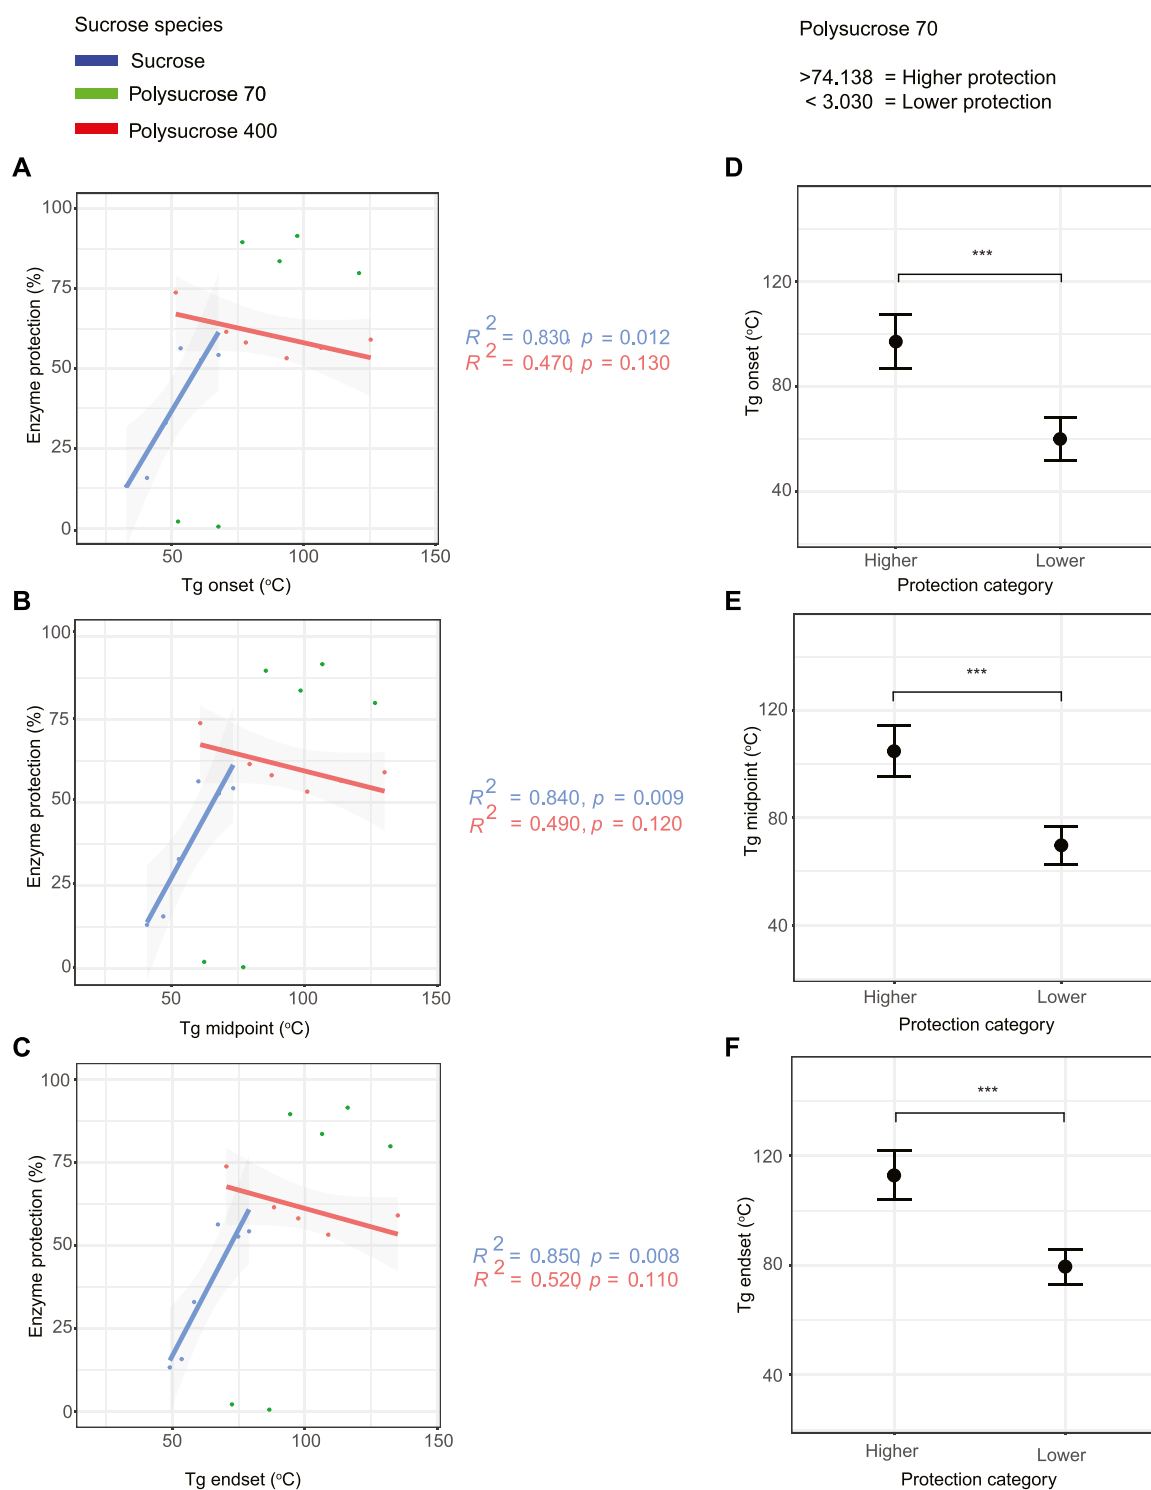 Sucrose species
Sucrose
Polysucrose 70
Polysucrose 400
Polysucrose 70
>74.138 = Higher protection
< 3.030 = Lower protection
A
Enzyme protection (%)
100
75
50
25
0
50
100
150
Tg onset (°C)
R² = 0.830, p = 0.012
R² = 0.470, p = 0.130
D
Tg onset (°C)
120
80
40
***
Higher
Lower
Protection category
B
Enzyme protection (%)
100
75
50
25
0
50
100
150
Tg midpoint (°C)
R² = 0.840, p = 0.009
R² = 0.490, p = 0.120
E
Tg midpoint (°C)
120
80
40
***
Higher
Lower
Protection category
C
Enzyme protection (%)
100
75
50
25
0
50
100
150
Tg endset (°C)
R² = 0.850, p = 0.008
R² = 0.520, p = 0.110
F
Tg endset (°C)
120
80
40
***
Higher
Lower
Protection category